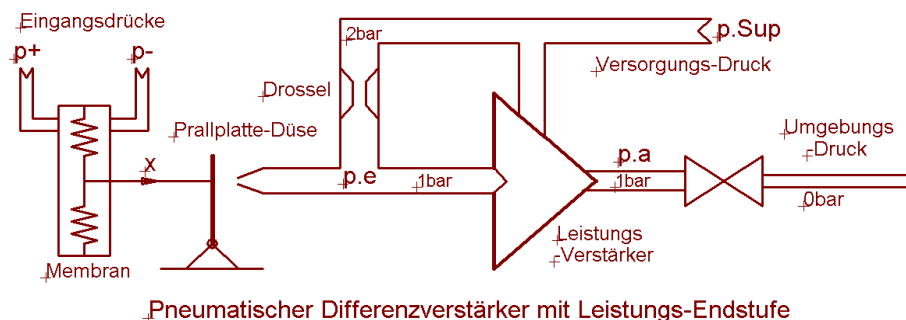 Eingangsdrücke
p+
p-
2bar
p.Sup
Versorgungs-Druck
Drossel
Prallplatte-Düse
x
p.e
1bar
p.a
1bar
Umgebungs
-Druck
0bar
Leistungs
-Verstärker
Membran
Pneumatischer Differenzverstärker mit Leistungs-Endstufe